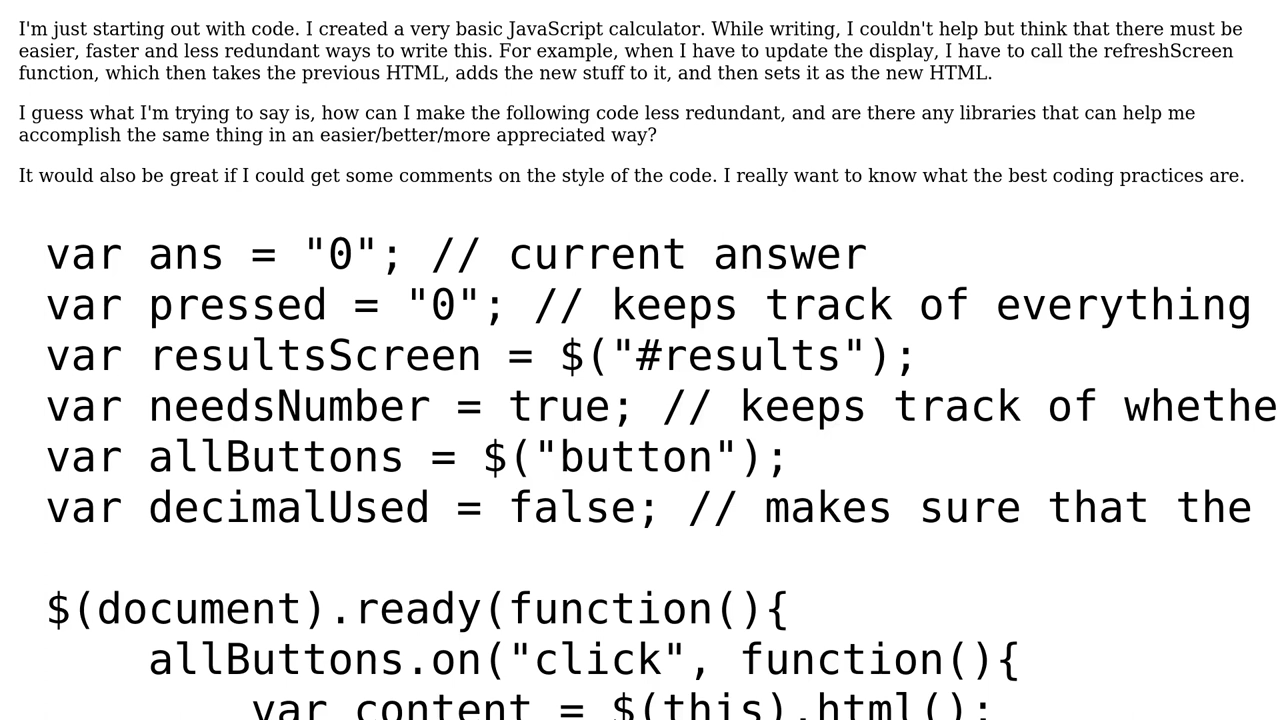 I'm just starting out with code. I created a very basic JavaScript calculator. While writing, I couldn't help but think that there must be
easier, faster and less redundant ways to write this. For example, when I have to update the display, I have to call the refreshScreen
function, which then takes the previous HTML, adds the new stuff to it, and then sets it as the new HTML.
I guess what I'm trying to say is, how can I make the following code less redundant, and are there any libraries that can help me
accomplish the same thing in an easier/better/more appreciated way?
It would also be great if I could get some comments on the style of the code. I really want to know what the best coding practices are.
var ans = "0"; // current answer
var pressed = "0"; // keeps track of everything
var resultsScreen = $("#results");
var needsNumber = true; // keeps track of whethe
var allButtons = $("button");
var decimalUsed = false; // makes sure that the
$(document).ready(function(){
    allButtons.on("click", function(){
        var content = $(this).html();